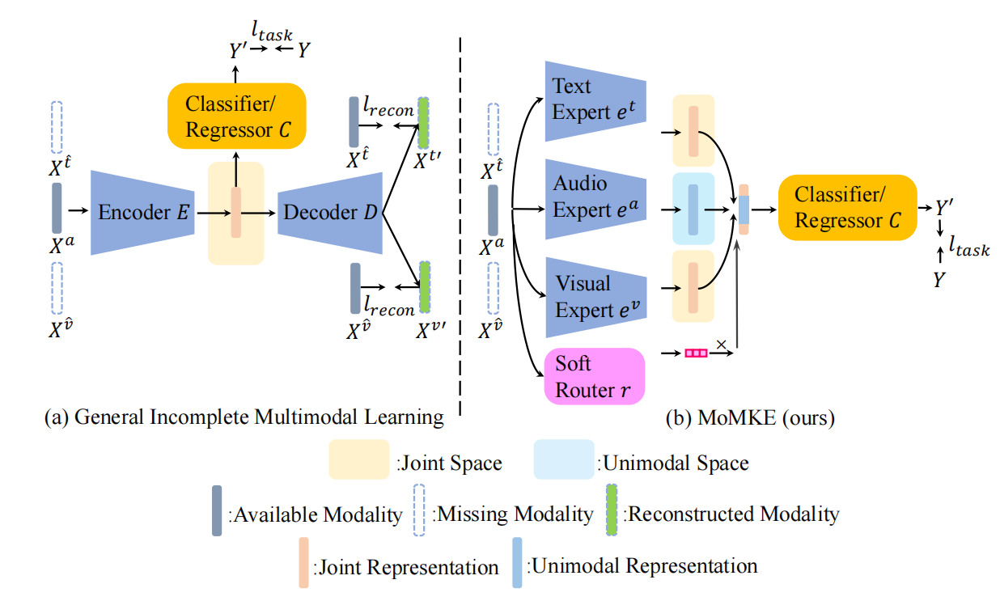 l_task
Y′ Y
Classifier/
Regressor C
X^t̂
X^a
X^v̂
Encoder E
Decoder D
l_recon
X^t̂ X^t′
l_recon
X^v̂ X^v′
(a) General Incomplete Multimodal Learning
X^t̂
X^a
X^v̂
Text
Expert e^t
Audio
Expert e^a
Visual
Expert e^v
Soft
Router r
×
Classifier/
Regressor C
Y′
l_task
Y
(b) MoMKE (ours)
:Joint Space :Unimodal Space
:Available Modality :Missing Modality :Reconstructed Modality
:Joint Representation :Unimodal Representation